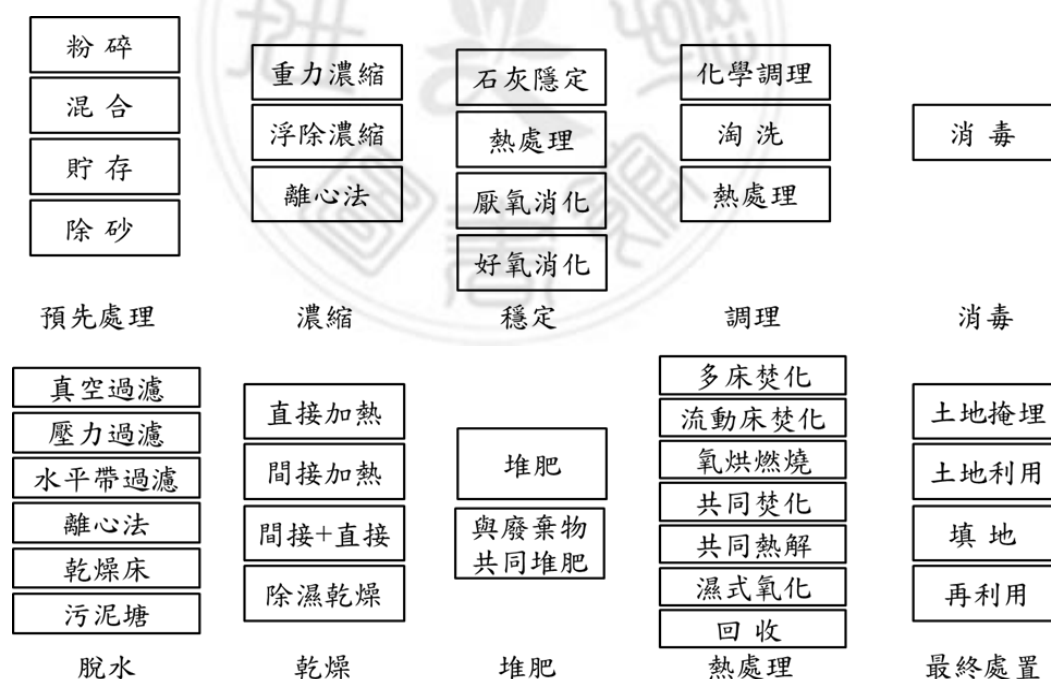 粉碎
混合
貯存
除砂
預先處理
重力濃縮
浮除濃縮
離心法
濃縮
石灰隱定
熱處理
厭氧消化
好氧消化
穩定
化學調理
淘洗
熱處理
調理
消毒
消毒
真空過濾
壓力過濾
水平帶過濾
離心法
乾燥床
污泥塘
脫水
直接加熱
間接加熱
間接+直接
除濕乾燥
乾燥
堆肥
與廢棄物
共同堆肥
堆肥
多床焚化
流動床焚化
氧烘燃燒
共同焚化
共同熱解
濕式氧化
回收
熱處理
土地掩埋
土地利用
填地
再利用
最終處置